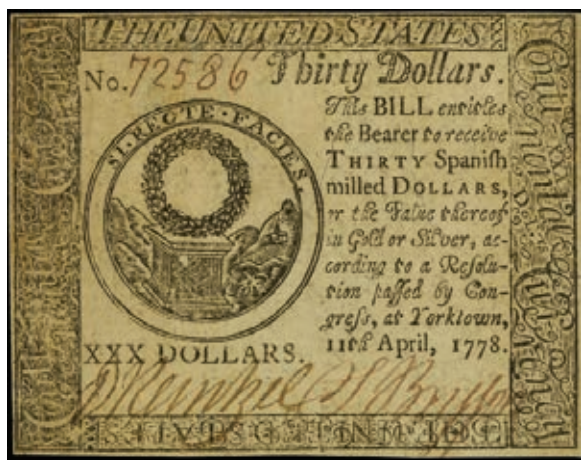 THE UNITED STATES
No. 72586 Thirty Dollars.
SI RECTE FACIES.
This BILL entitles
the Bearer to receive
THIRTY Spanish
milled DOLLARS,
or the Value thereof
in Gold or Silver, ac-
cording to a Resolu-
tion passed by Con-
gress, at Yorktown,
11th April, 1778.
XXX DOLLARS.
Continental
Currency